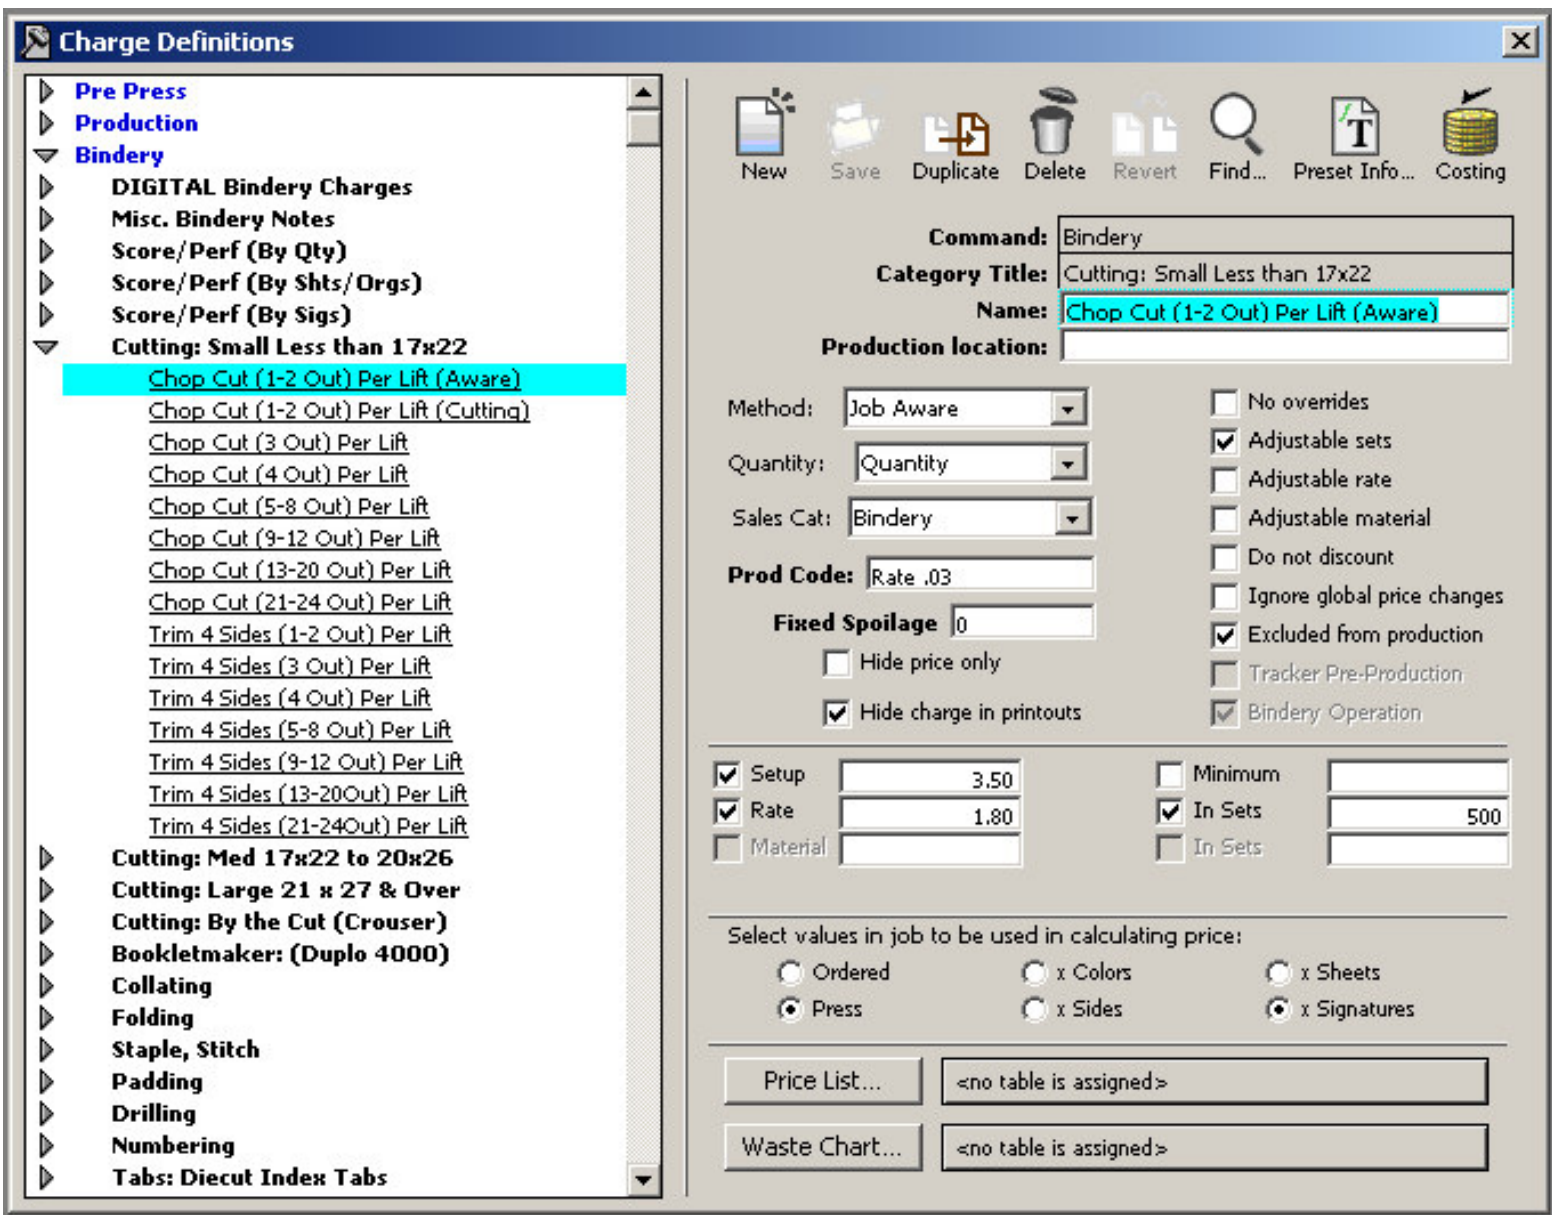 Charge Definitions
Pre Press
Production
Bindery
DIGITAL Bindery Charges
Misc. Bindery Notes
Score/Perf (By Qty)
Score/Perf (By Shts/Orgs)
Score/Perf (By Sigs)
Cutting: Small Less than 17x22
Chop Cut (1-2 Out) Per Lift (Aware)
Chop Cut (1-2 Out) Per Lift (Cutting)
Chop Cut (3 Out) Per Lift
Chop Cut (4 Out) Per Lift
Chop Cut (5-8 Out) Per Lift
Chop Cut (9-12 Out) Per Lift
Chop Cut (13-20 Out) Per Lift
Chop Cut (21-24 Out) Per Lift
Trim 4 Sides (1-2 Out) Per Lift
Trim 4 Sides (3 Out) Per Lift
Trim 4 Sides (4 Out) Per Lift
Trim 4 Sides (5-8 Out) Per Lift
Trim 4 Sides (9-12 Out) Per Lift
Trim 4 Sides (13-20Out) Per Lift
Trim 4 Sides (21-24Out) Per Lift
Cutting: Med 17x22 to 20x26
Cutting: Large 21 x 27 & Over
Cutting: By the Cut (Crouser)
Bookletmaker: (Duplo 4000)
Collating
Folding
Staple, Stitch
Padding
Drilling
Numbering
Tabs: Diecut Index Tabs
New Save Duplicate Delete Revert Find... Preset Info... Costing
Command: Bindery
Category Title: Cutting: Small Less than 17x22
Name: Chop Cut (1-2 Out) Per Lift (Aware)
Production location:
Method: Job Aware
Quantity: Quantity
Sales Cat: Bindery
Prod Code: Rate .03
Fixed Spoilage 0
Hide price only
Hide charge in printouts
No overrides
Adjustable sets
Adjustable rate
Adjustable material
Do not discount
Ignore global price changes
Excluded from production
Tracker Pre-Production
Bindery Operation
Setup 3.50 Minimum
Rate 1.80 In Sets 500
Material In Sets
Select values in job to be used in calculating price:
Ordered x Colors x Sheets
Press x Sides x Signatures
Price List... <no table is assigned>
Waste Chart... <no table is assigned>